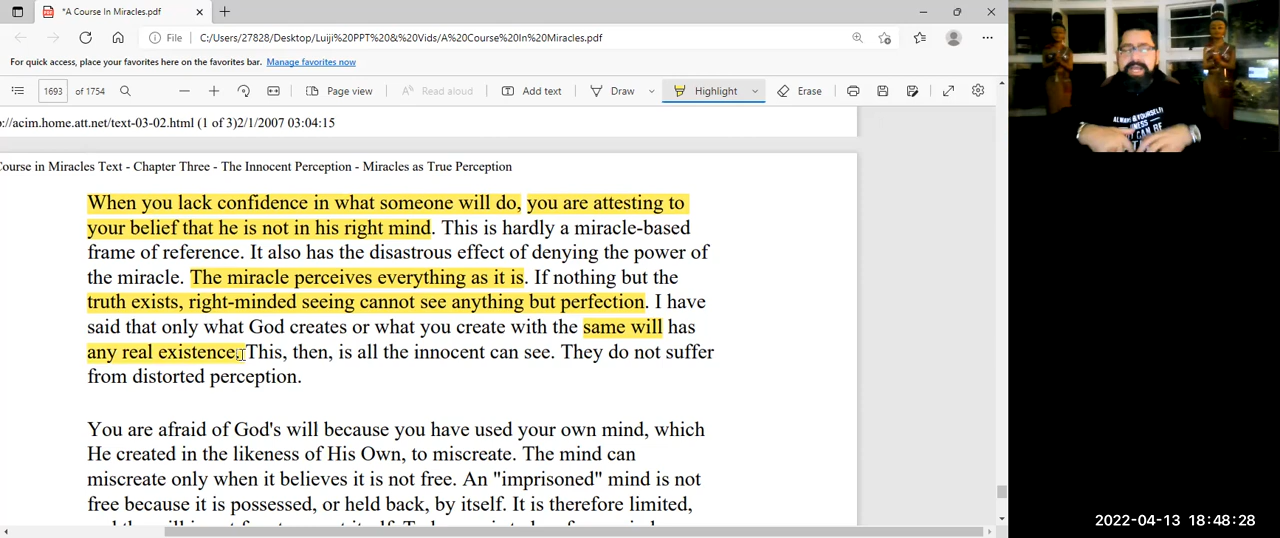 *A Course In Miracles.pdf
File C:/Users/27828/Desktop/Luiji%20PPT%20&%20Vids/A%20Course%20In%20Miracles.pdf
For quick access, place your favorites here on the favorites bar. Manage favorites now
1693 of 1754 Page view Read aloud Add text Draw Highlight Erase
://acim.home.att.net/text-03-02.html (1 of 3)2/1/2007 03:04:15
Course in Miracles Text - Chapter Three - The Innocent Perception - Miracles as True Perception
When you lack confidence in what someone will do, you are attesting to
your belief that he is not in his right mind. This is hardly a miracle-based
frame of reference. It also has the disastrous effect of denying the power of
the miracle. The miracle perceives everything as it is. If nothing but the
truth exists, right-minded seeing cannot see anything but perfection. I have
said that only what God creates or what you create with the same will has
any real existence. This, then, is all the innocent can see. They do not suffer
from distorted perception.
You are afraid of God's will because you have used your own mind, which
He created in the likeness of His Own, to miscreate. The mind can
miscreate only when it believes it is not free. An "imprisoned" mind is not
free because it is possessed, or held back, by itself. It is therefore limited,
ALWAYS
CAN BE
2022-04-13 18:48:28